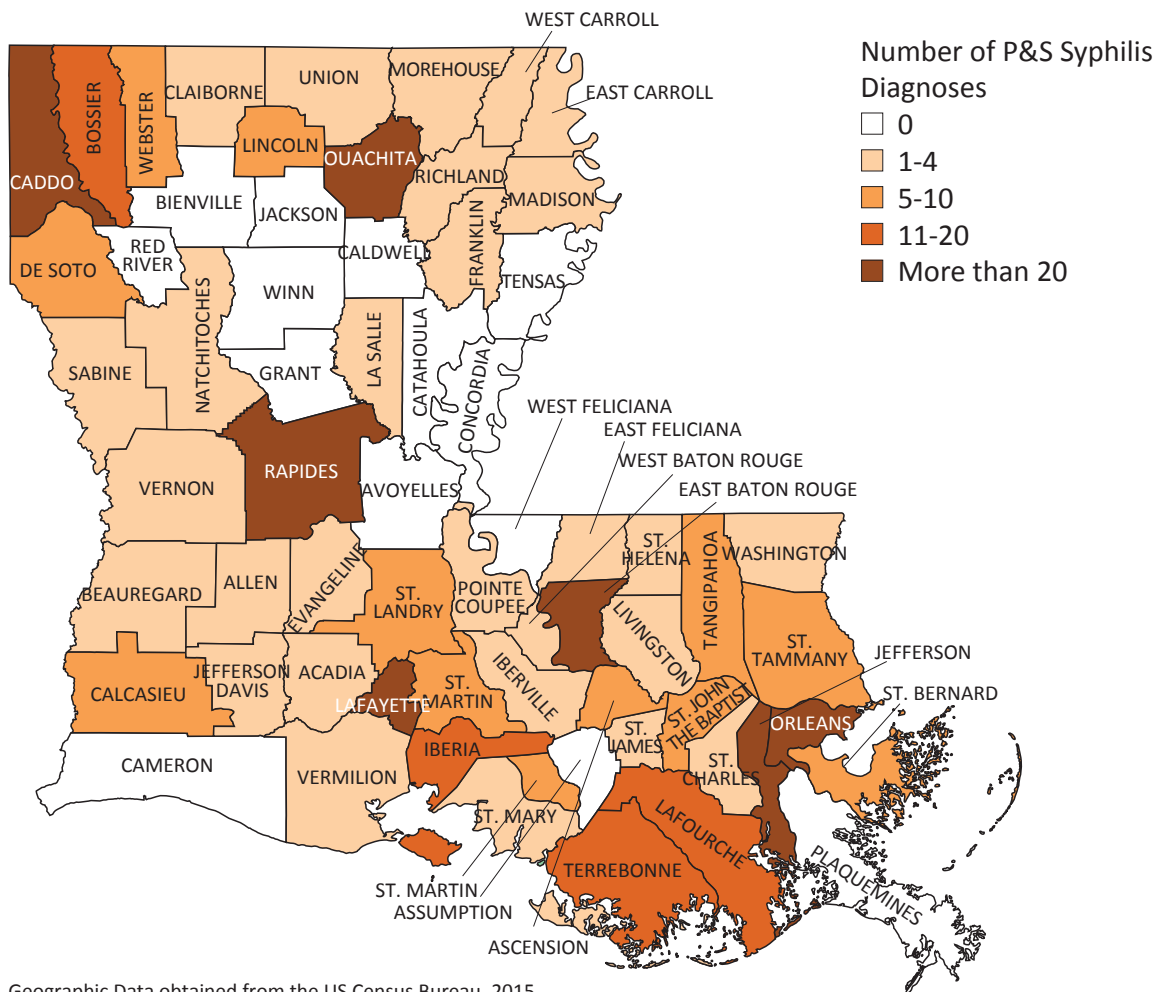 WEST CARROLL
Number of P&S Syphilis
Diagnoses
0
1-4
5-10
11-20
More than 20
MOREHOUSE
UNION
CLAIBORNE
EAST CARROLL
BOSSIER
WEBSTER
LINCOLN
OUACHITA
CADDO
RICHLAND
MADISON
BIENVILLE
JACKSON
FRANKLIN
RED
RIVER
CALDWELL
DE SOTO
TENSAS
WINN
NATCHITOCHES
LA SALLE
CATAHOULA
CONCORDIA
SABINE
GRANT
WEST FELICIANA
EAST FELICIANA
WEST BATON ROUGE
EAST BATON ROUGE
RAPIDES
VERNON
AVOYELLES
ST.
HELENA
TANGIPAHOA
WASHINGTON
BEAUREGARD
ALLEN
EVANGELINE
ST.
LANDRY
POINTE
COUPEE
LIVINGSTON
ST.
TAMMANY
JEFFERSON
CALCASIEU
JEFFERSON
DAVIS
ACADIA
LAFAYETTE
ST.
MARTIN
IBERVILLE
ST. JOHN
THE BAPTIST
ST. BERNARD
ORLEANS
CAMERON
VERMILION
IBERIA
ST.
JAMES
ST.
CHARLES
ST. MARY
LAFOURCHE
TERREBONNE
PLAQUEMINES
ST. MARTIN
ASSUMPTION
ASCENSION
Geographic Data obtained from the US Census Bureau, 2015